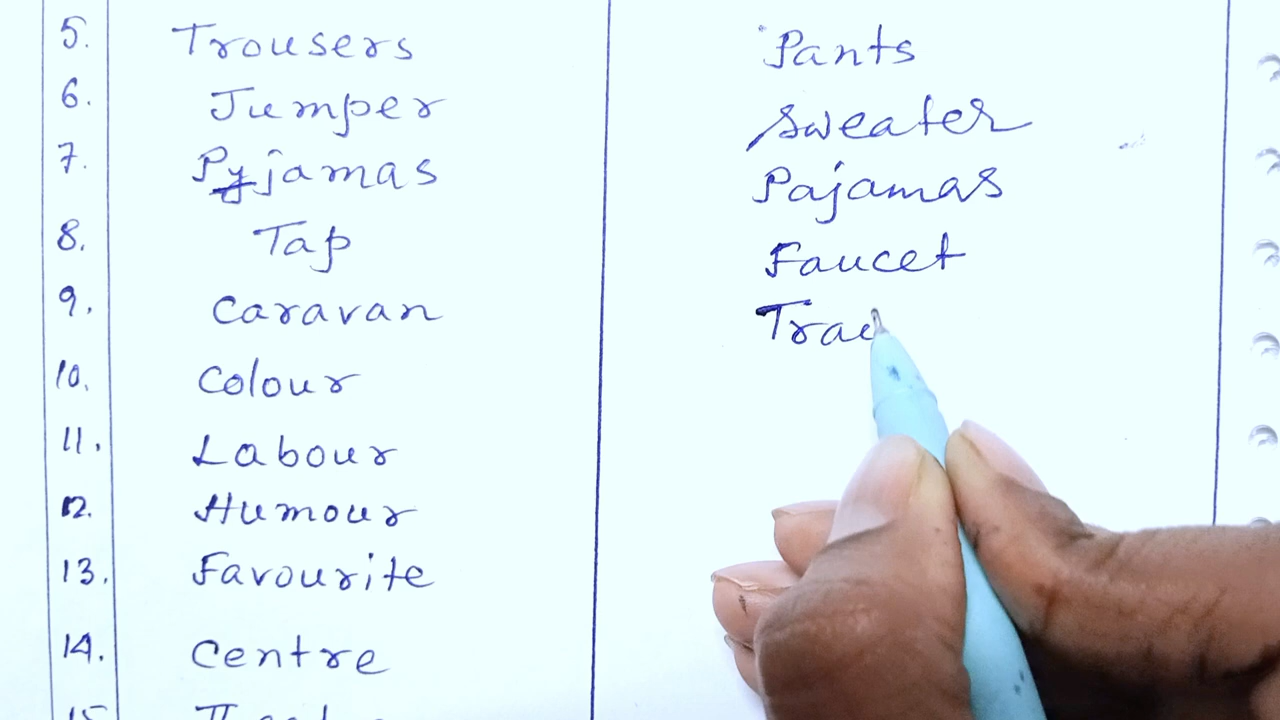 5. Trousers Pants
6. Jumper Sweater
7. Pyjamas Pajamas
8. Tap Faucet
9. Caravan Tra
10. Colour
11. Labour
12. Humour
13. Favourite
14. Centre
15